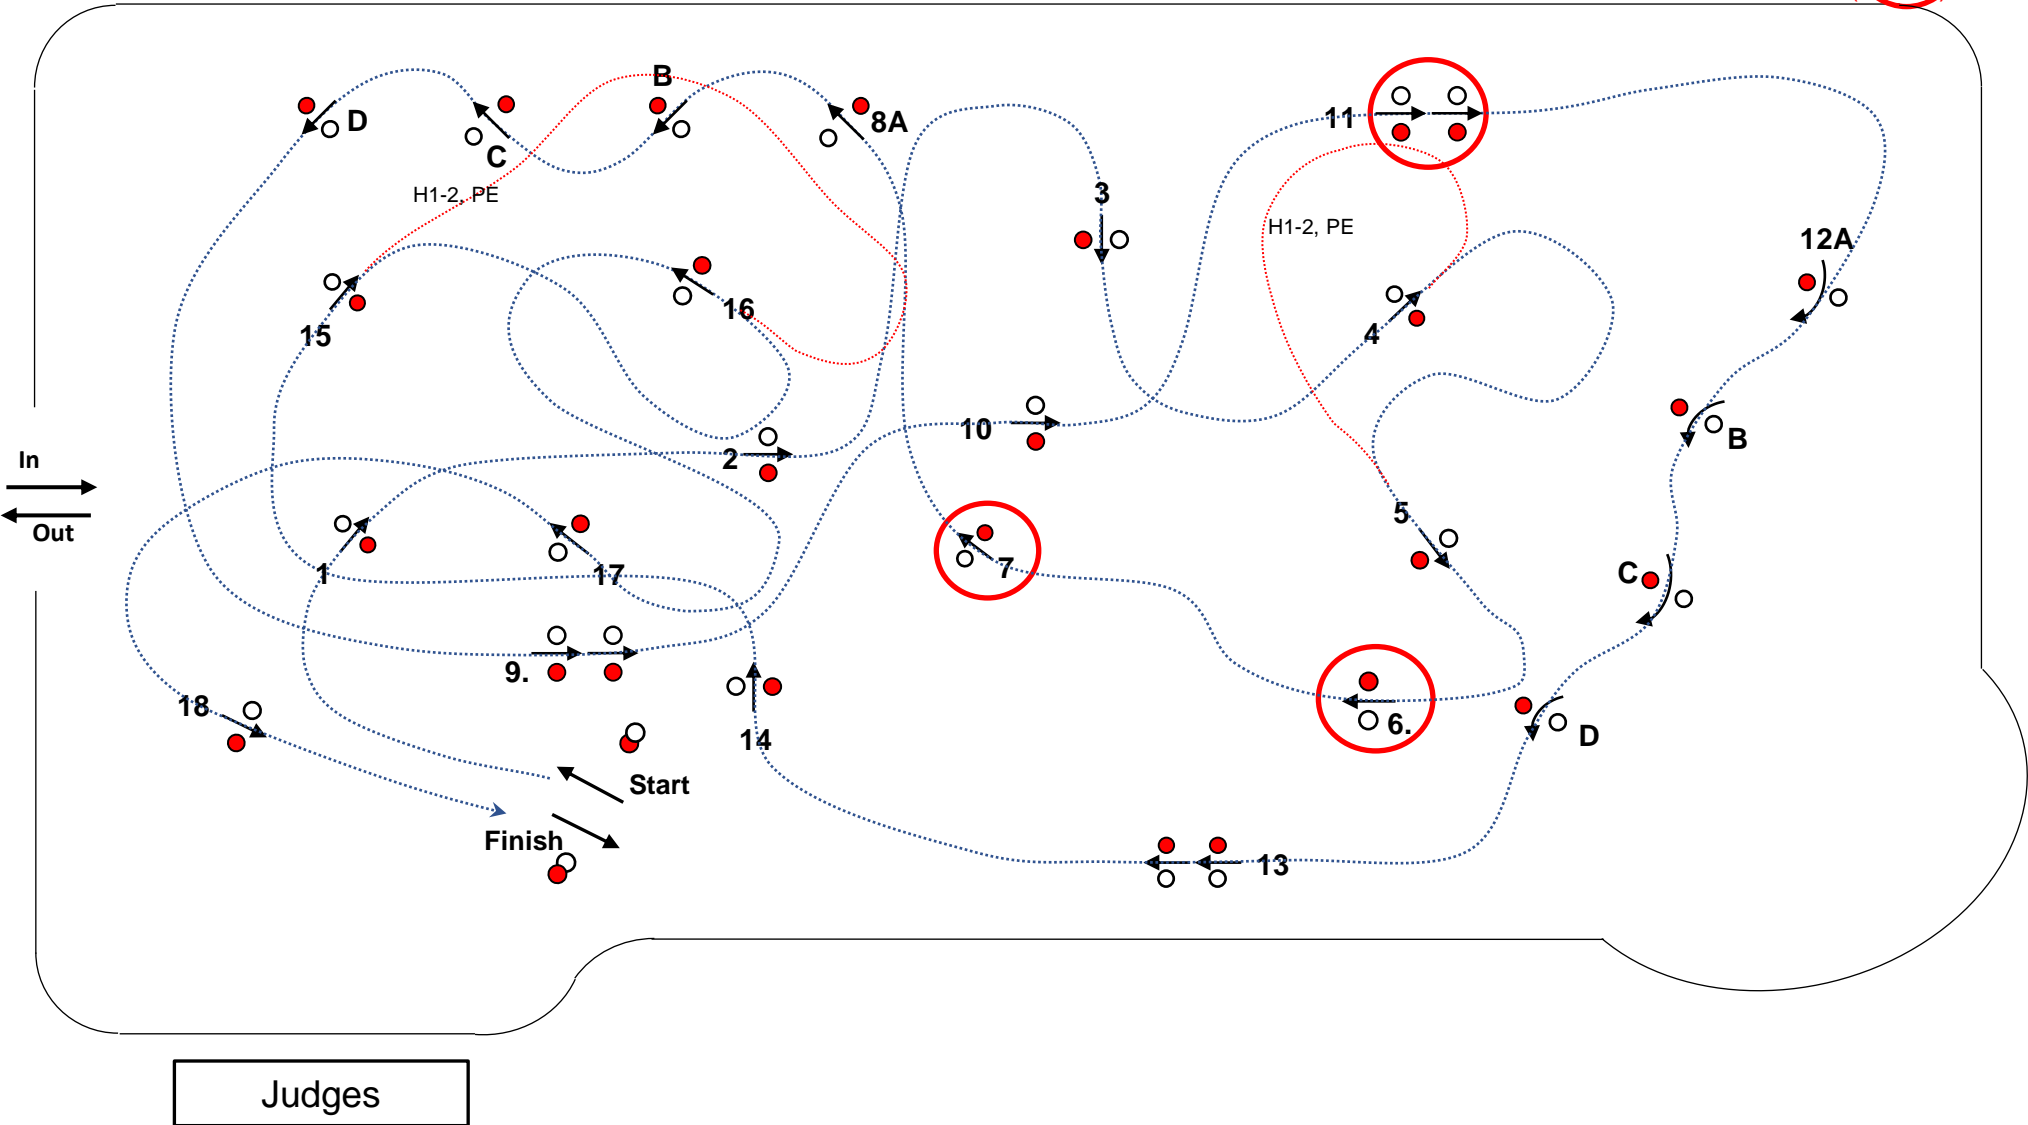 B
D
8A
11
C
3
H1-2, PE
H1-2, PE
12A
16
15
4
10
2
B
In
5
Out
1
17
7
C
9.
18
6.
14
D
Start
Finish
13
Judges